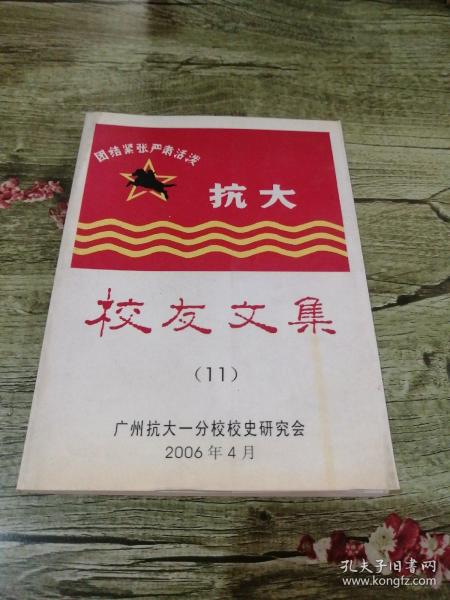 团结紧张严肃活泼
抗大
校友文集
（11）
广州抗大一分校校史研究会
2006年4月
孔夫子旧书网
www.kongfz.com